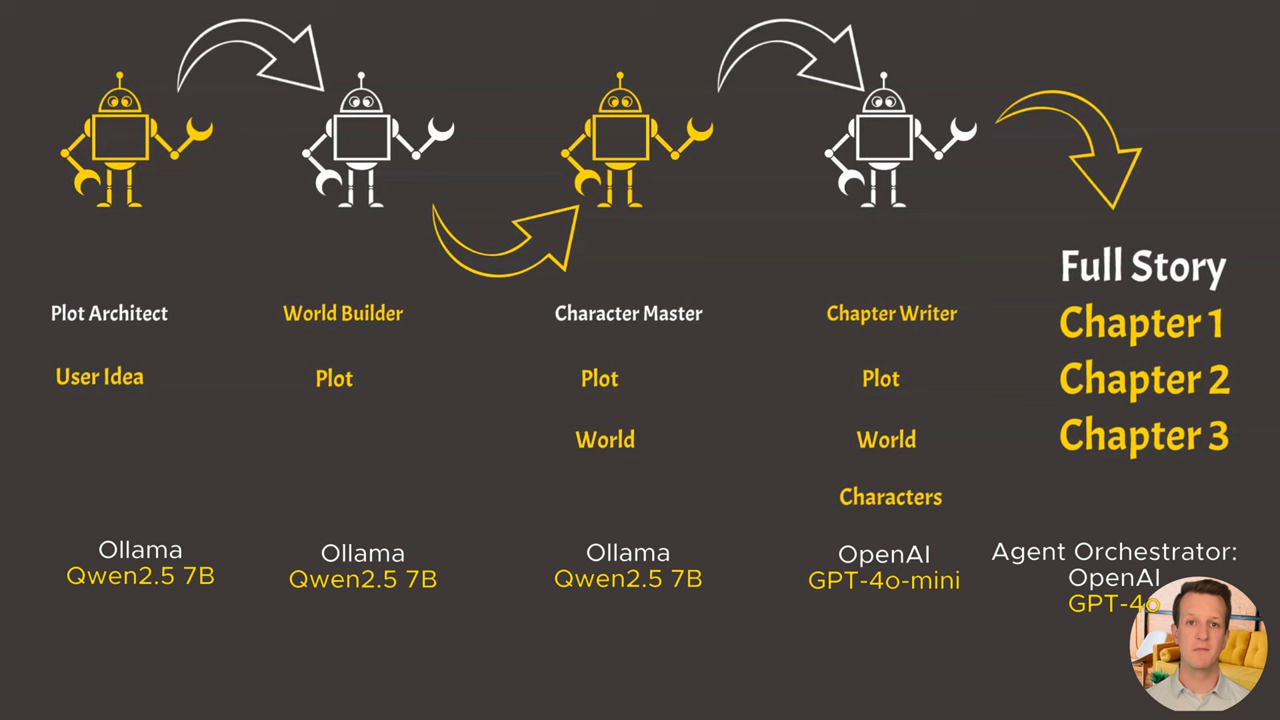 Full Story
Chapter 1
Chapter 2
Chapter 3
Plot Architect
World Builder
Character Master
Chapter Writer
User Idea
Plot
Plot
Plot
World
World
Characters
Ollama
Qwen2.5 7B
Ollama
Qwen2.5 7B
Ollama
Qwen2.5 7B
OpenAI
GPT-4o-mini
Agent Orchestrator:
OpenAI
GPT-4o